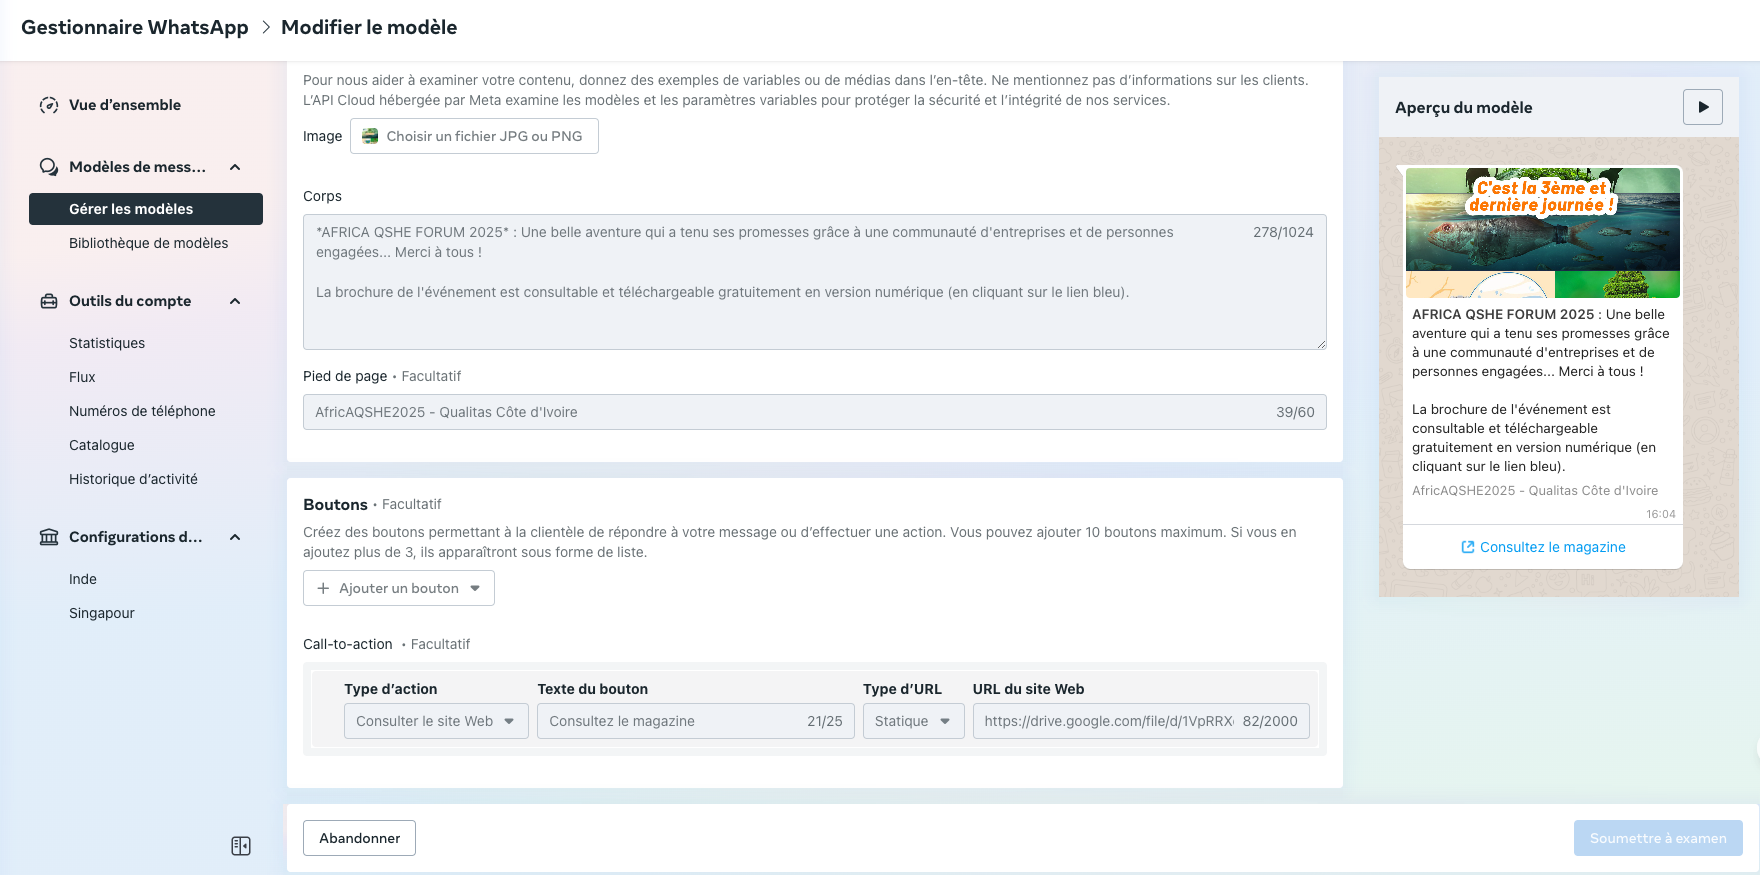 Gestionnaire WhatsApp > Modifier le modèle
Vue d’ensemble
Modèles de mess...
Gérer les modèles
Bibliothèque de modèles
Outils du compte
Statistiques
Flux
Numéros de téléphone
Catalogue
Historique d’activité
Configurations d...
Inde
Singapour
Pour nous aider à examiner votre contenu, donnez des exemples de variables ou de médias dans l’en-tête. Ne mentionnez pas d’informations sur les clients.
L’API Cloud hébergée par Meta examine les modèles et les paramètres variables pour protéger la sécurité et l’intégrité de nos services.
Image Choisir un fichier JPG ou PNG
Corps
*AFRICA QSHE FORUM 2025* : Une belle aventure qui a tenu ses promesses grâce à une communauté d'entreprises et de personnes 278/1024
engagées... Merci à tous !
La brochure de l'événement est consultable et téléchargeable gratuitement en version numérique (en cliquant sur le lien bleu).
Pied de page • Facultatif
AfricAQSHE2025 - Qualitas Côte d'Ivoire 39/60
Boutons • Facultatif
Créez des boutons permettant à la clientèle de répondre à votre message ou d’effectuer une action. Vous pouvez ajouter 10 boutons maximum. Si vous en
ajoutez plus de 3, ils apparaîtront sous forme de liste.
+ Ajouter un bouton
Call-to-action • Facultatif
Type d’action Texte du bouton Type d’URL URL du site Web
Consulter le site Web Consultez le magazine 21/25 Statique https://drive.google.com/file/d/1VpRRX 82/2000
Abandonner
Soumettre à examen
Aperçu du modèle
C'est la 3ème et
dernière journée !
AFRICA QSHE FORUM 2025 : Une belle
aventure qui a tenu ses promesses grâce
à une communauté d'entreprises et de
personnes engagées... Merci à tous !
La brochure de l'événement est
consultable et téléchargeable
gratuitement en version numérique (en
cliquant sur le lien bleu).
AfricAQSHE2025 - Qualitas Côte d'Ivoire
16:04
Consultez le magazine